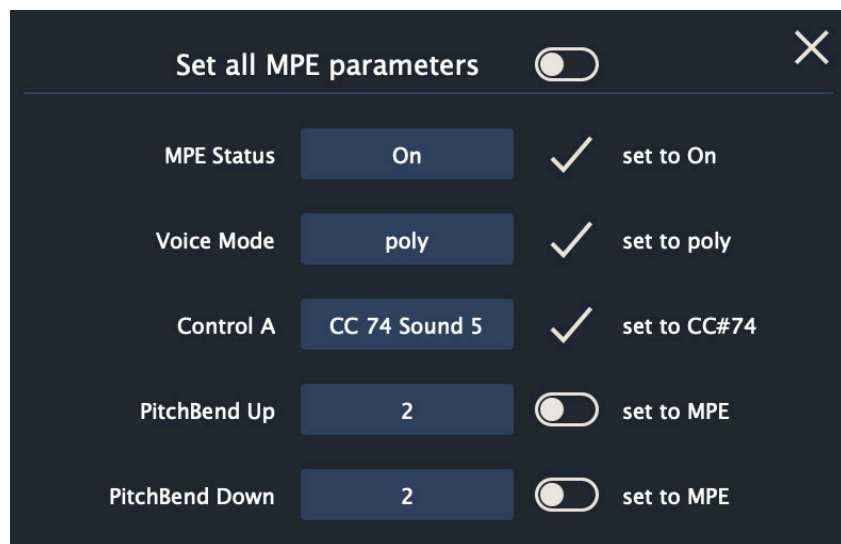 Set all MPE parameters
MPE Status On set to On
Voice Mode poly set to poly
Control A CC 74 Sound 5 set to CC#74
PitchBend Up 2 set to MPE
PitchBend Down 2 set to MPE